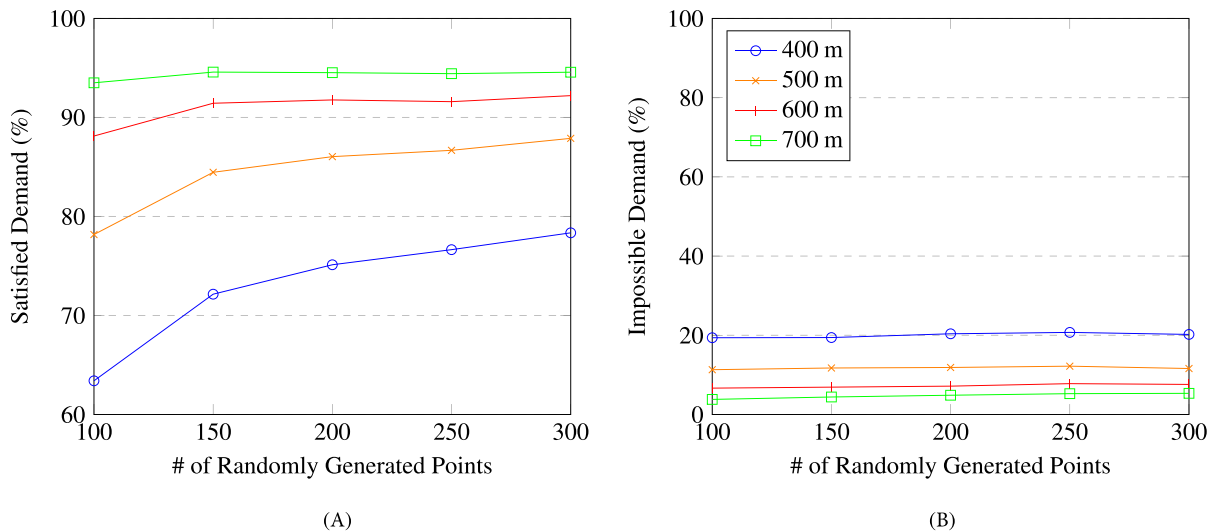 100
90
80
70
60
100
150
200
250
300
Satisfied Demand (%)
# of Randomly Generated Points
(A)
100
80
60
40
20
0
100
150
200
250
300
Impossible Demand (%)
400 m
500 m
600 m
700 m
# of Randomly Generated Points
(B)